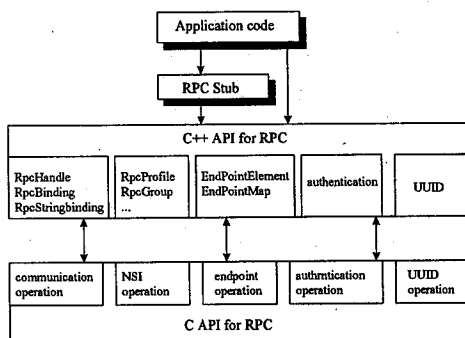 Application code
RPC Stub
C++ API for RPC
RpcHandle
RpcBinding
RpcStringbinding
RpcProfile
RpcGroup
...
EndPointElement
EndPointMap
authentication
UUID
communication
operation
NSI
operation
endpoint
operation
authrntication
operation
UUID
operation
C API for RPC